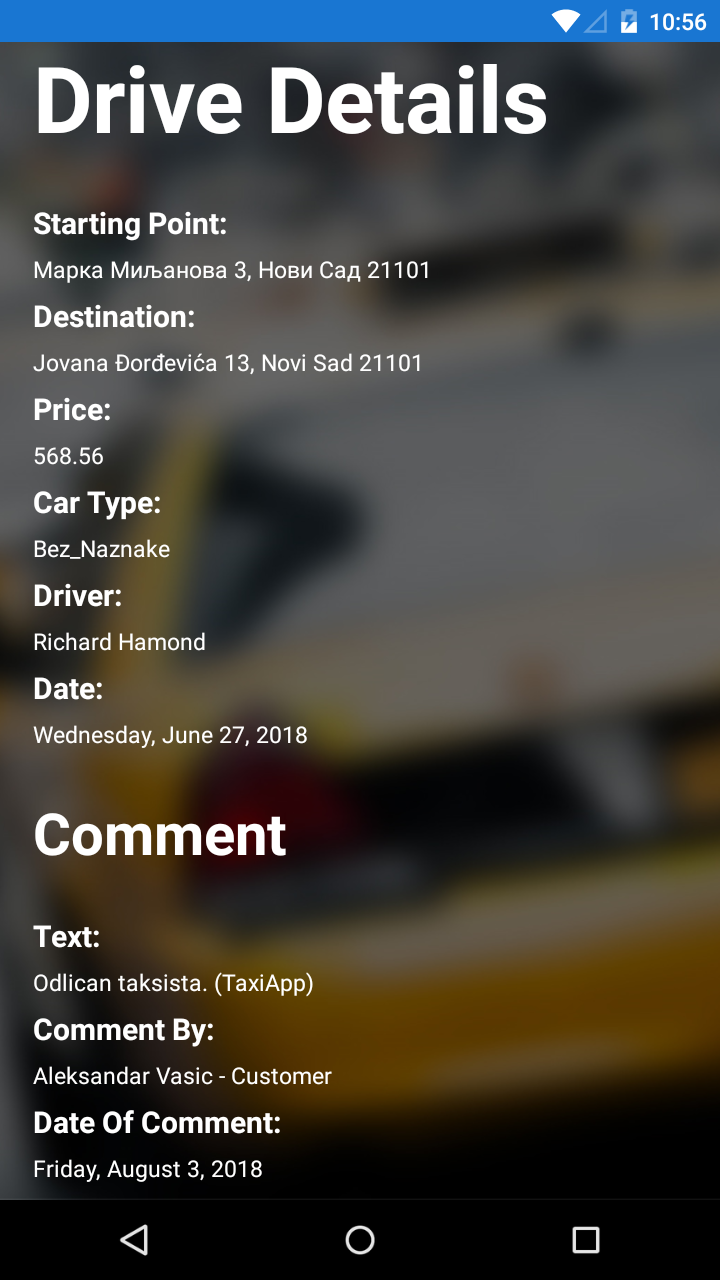 10:56
Drive Details
Starting Point:
Марка Миљанова 3, Нови Сад 21101
Destination:
Jovana Đorđevića 13, Novi Sad 21101
Price:
568.56
Car Type:
Bez_Naznake
Driver:
Richard Hamond
Date:
Wednesday, June 27, 2018
Comment
Text:
Odlican taksista. (TaxiApp)
Comment By:
Aleksandar Vasic - Customer
Date Of Comment:
Friday, August 3, 2018